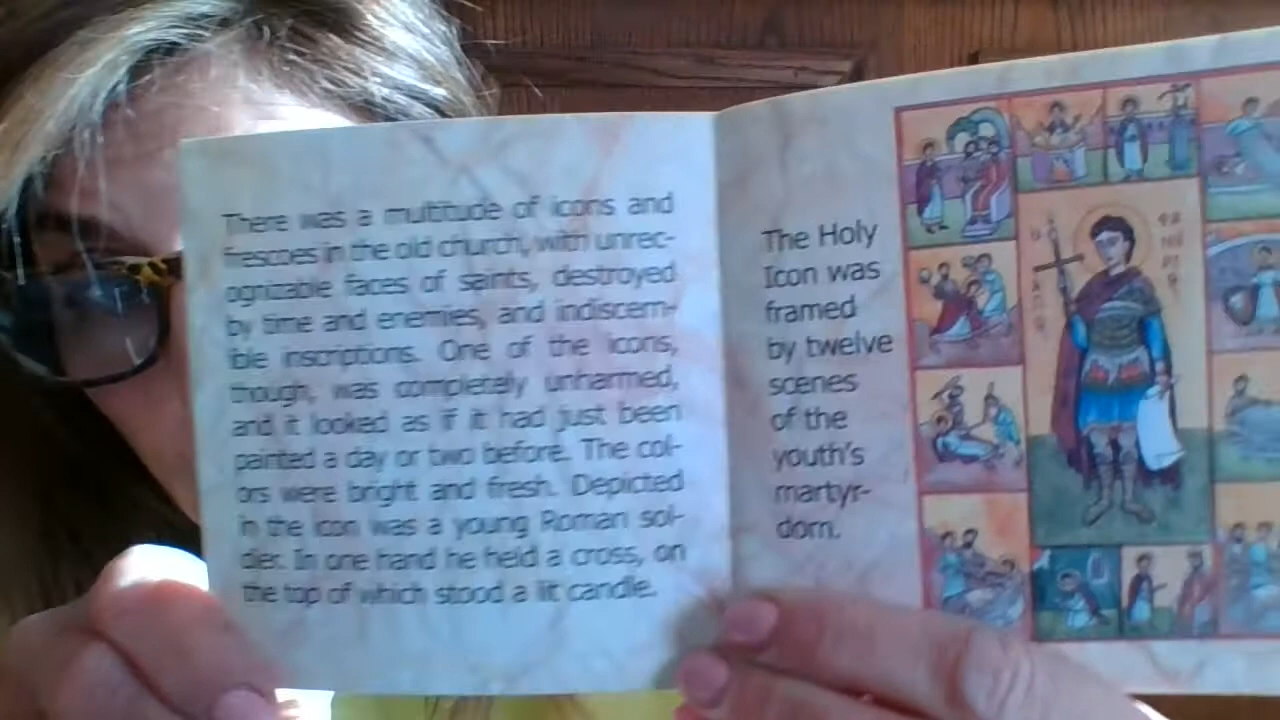 There was a multitude of icons and
frescoes in the old church, with unrec-
ognizable faces of saints, destroyed
by time and enemies, and indiscern-
ible inscriptions. One of the icons,
though, was completely unharmed,
and it looked as if it had just been
painted a day or two before. The col-
ors were bright and fresh. Depicted
in the icon was a young Roman sol-
dier. In one hand he held a cross, on
the top of which stood a lit candle.
The Holy
Icon was
framed
by twelve
scenes
of the
youth's
martyr-
dom.